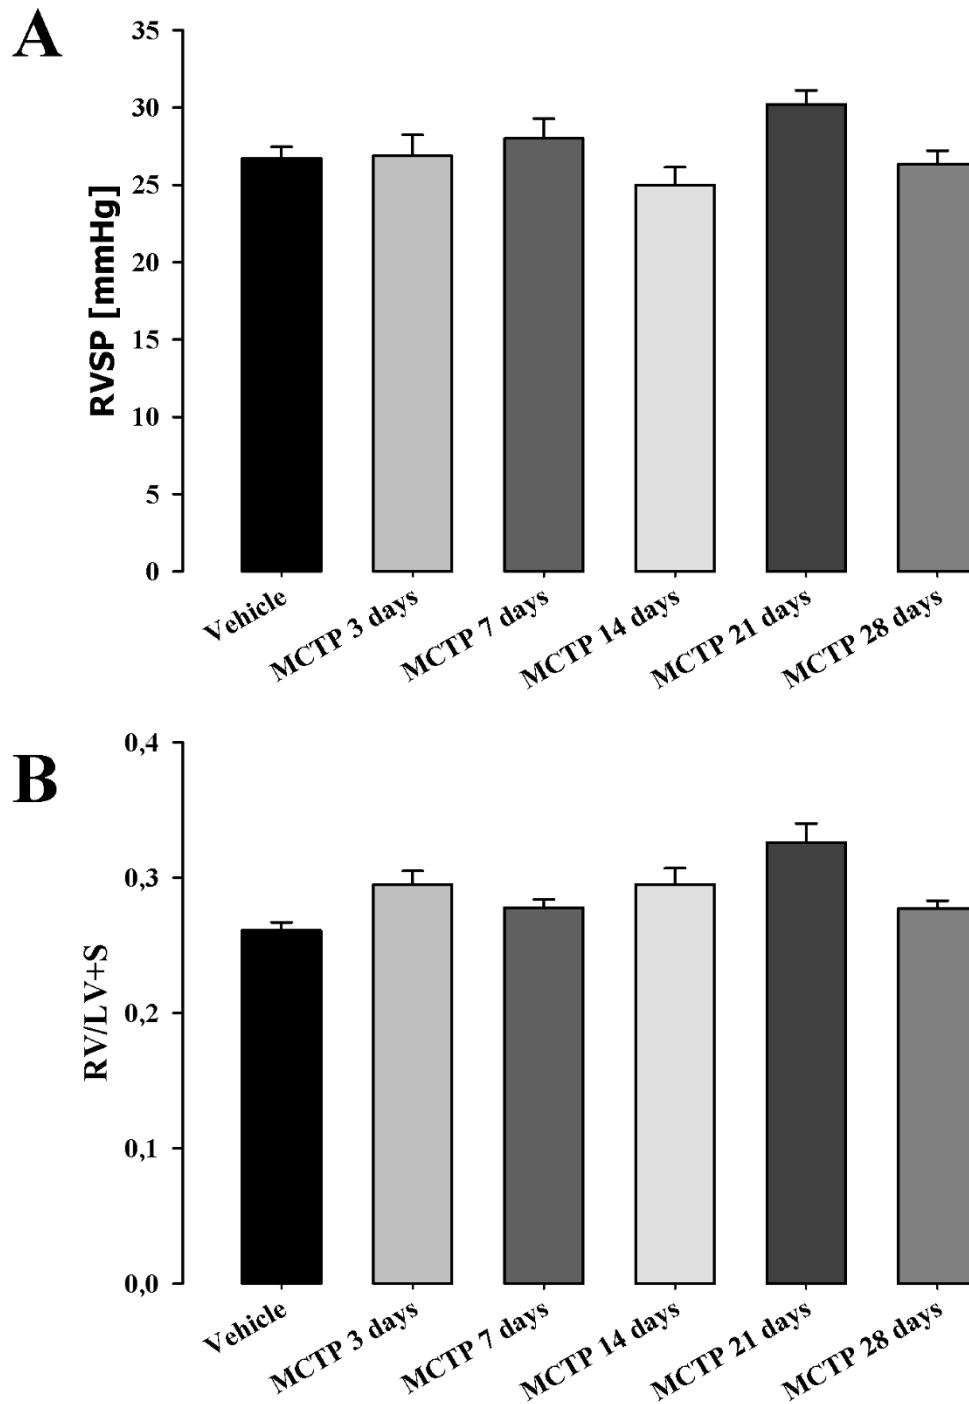 A
35
30
25
20
15
10
5
0
RVSP [mmHg]
Vehicle
MCTP 3 days
MCTP 7 days
MCTP 14 days
MCTP 21 days
MCTP 28 days
B
0,4
0,3
0,2
0,1
0,0
RV/LV+S
Vehicle
MCTP 3 days
MCTP 7 days
MCTP 14 days
MCTP 21 days
MCTP 28 days